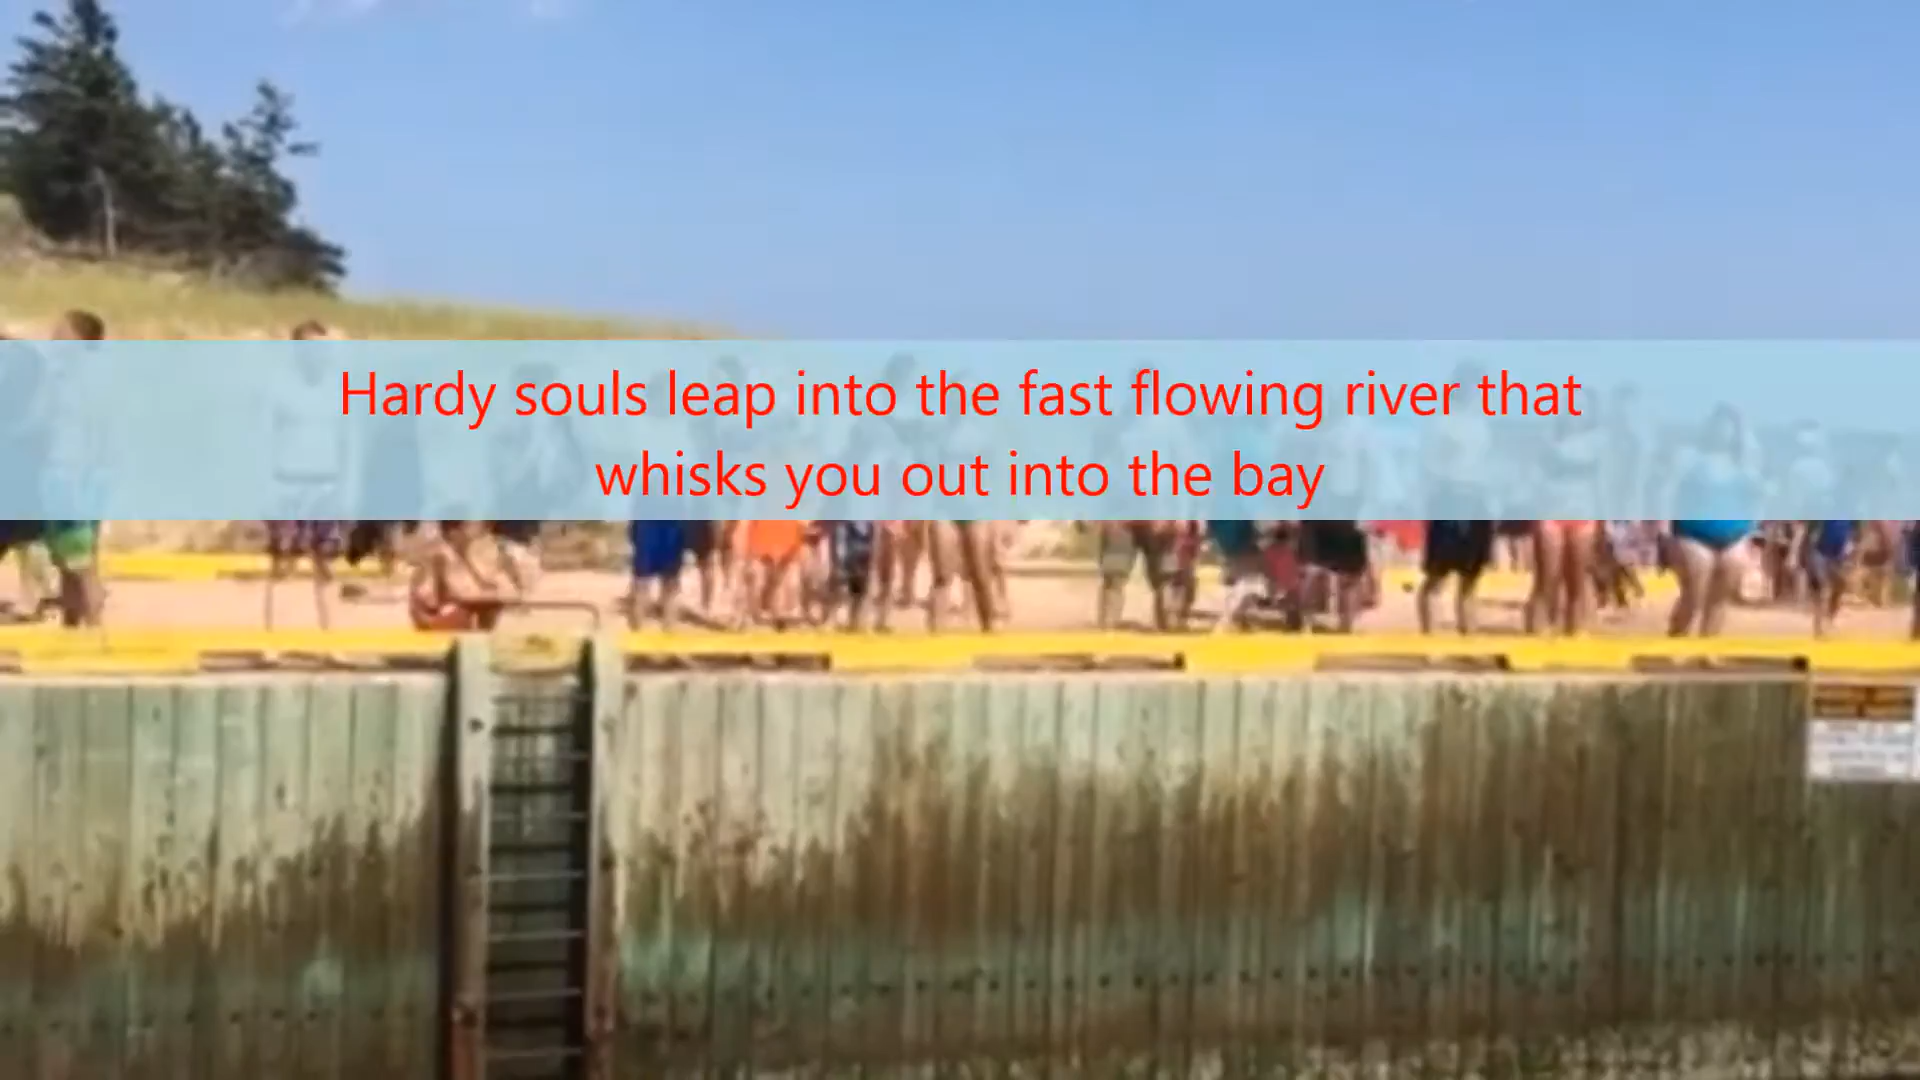 Hardy souls leap into the fast flowing river that
whisks you out into the bay